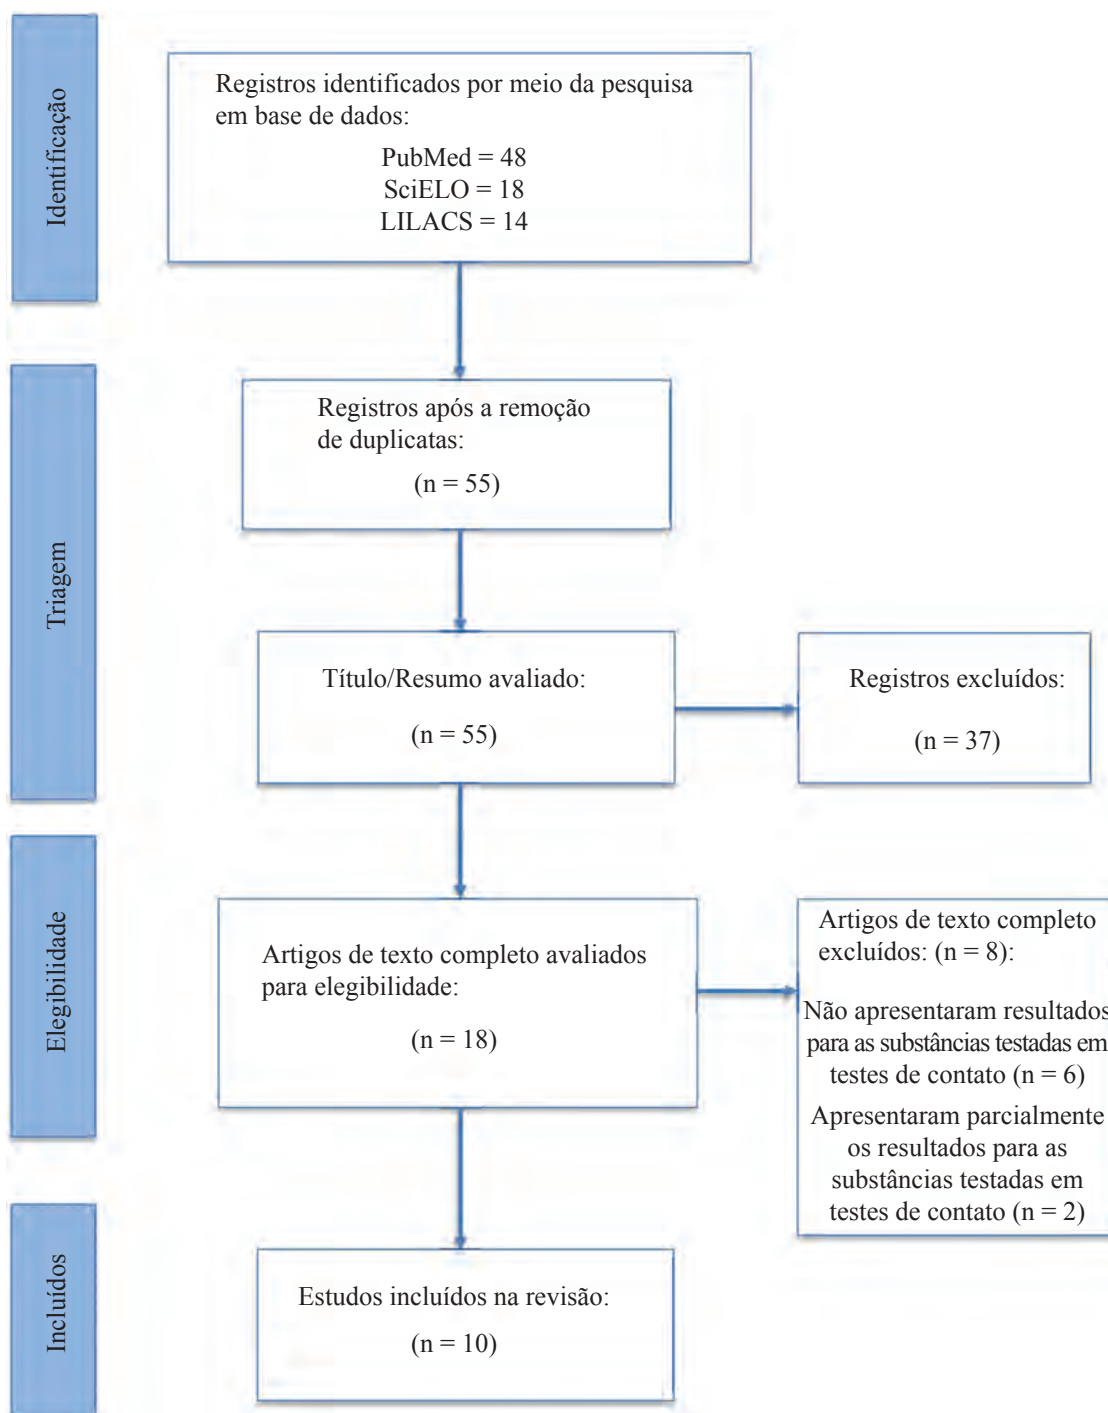 Identificação
Registros identificados por meio da pesquisa
em base de dados:
PubMed = 48
SciELO = 18
LILACS = 14
Triagem
Registros após a remoção
de duplicatas:
(n = 55)
Título/Resumo avaliado:
(n = 55)
Registros excluídos:
(n = 37)
Elegibilidade
Artigos de texto completo avaliados
para elegibilidade:
(n = 18)
Artigos de texto completo
excluídos: (n = 8):
Não apresentaram resultados
para as substâncias testadas em
testes de contato (n = 6)
Apresentaram parcialmente
os resultados para as
substâncias testadas em
testes de contato (n = 2)
Incluídos
Estudos incluídos na revisão:
(n = 10)